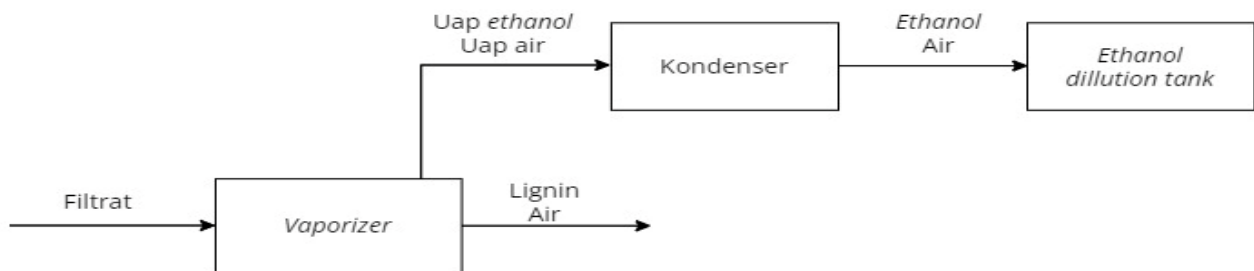 Uap ethanol
Uap air
Kondenser
Ethanol
Air
Ethanol
dillution tank
Filtrat
Vaporizer
Lignin
Air